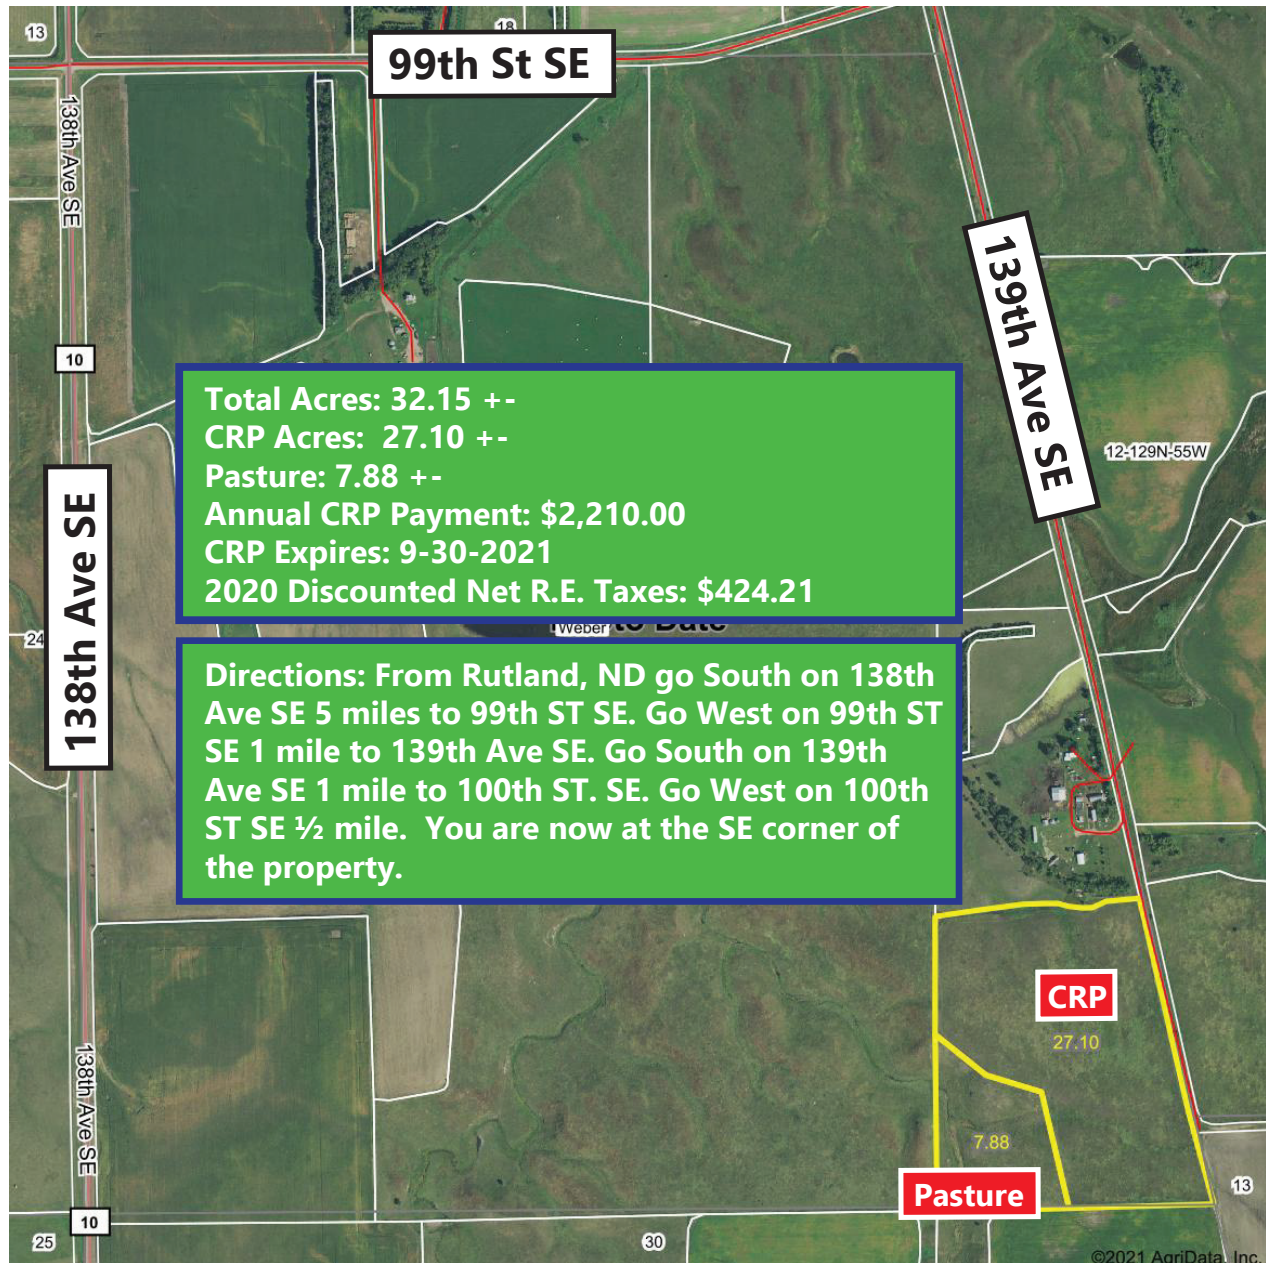 13
18
99th St SE
138th Ave SE
139th Ave SE
10
12-129N-55W
Total Acres: 32.15 +-
CRP Acres:  27.10 +-
Pasture: 7.88 +-
Annual CRP Payment: $2,210.00
CRP Expires: 9-30-2021
2020 Discounted Net R.E. Taxes: $424.21
138th Ave SE
24
Weber to Date
Directions: From Rutland, ND go South on 138th
Ave SE 5 miles to 99th ST SE. Go West on 99th ST
SE 1 mile to 139th Ave SE. Go South on 139th
Ave SE 1 mile to 100th ST. SE. Go West on 100th
ST SE ½ mile.  You are now at the SE corner of
the property.
CRP
27.10
138th Ave SE
7.88
Pasture
13
10
25
30
©2021 AgriData, Inc.